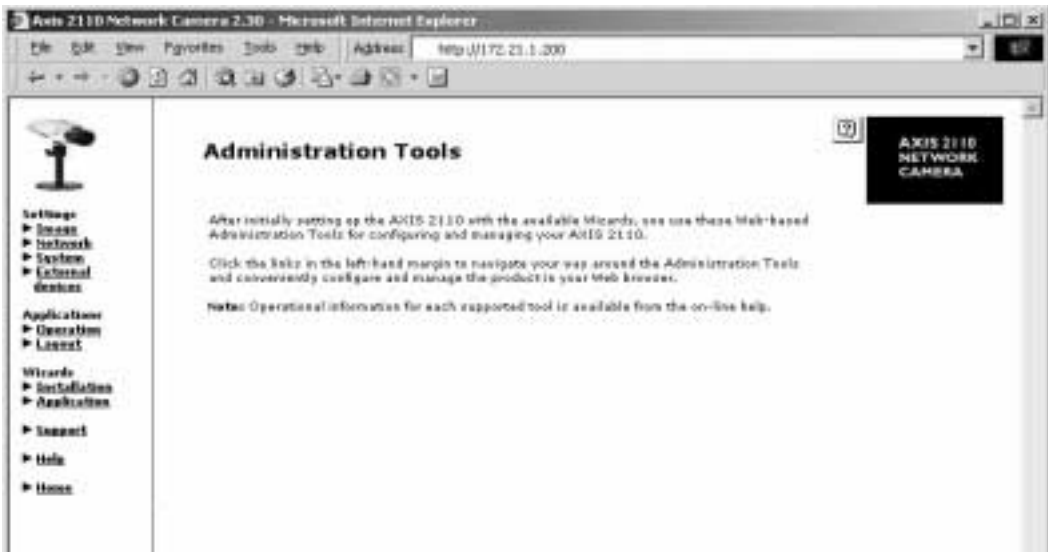 Axis 2110 Network Camera 2.30 - Microsoft Internet Explorer
File Edit View Favorites Tools Help Address http://172.21.1.200
Administration Tools
AXIS 2110
NETWORK
CAMERA
After initially setting up the AXIS 2110 with the available Wizards, you use these Web-based
Administration Tools for configuring and managing your AXIS 2110.
Click the links in the left-hand margin to navigate your way around the Administration Tools
and conveniently configure and manage the product in your Web browser.
Note: Operational information for each supported tool is available from the on-line help.
Settings
Image
Network
System
External
devices
Applications
Operation
Layout
Wizards
Installation
Application
Support
Help
Home